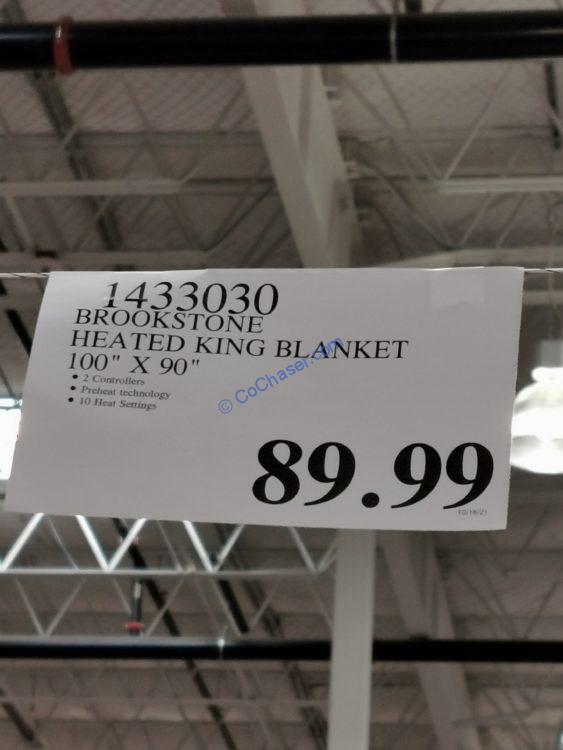 1433030
BROOKSTONE
HEATED KING BLANKET
100" X 90"
• 2 Controllers
• Preheat technology
• 10 Heat Settings
© CoChaser.com
89.99
10/18/21